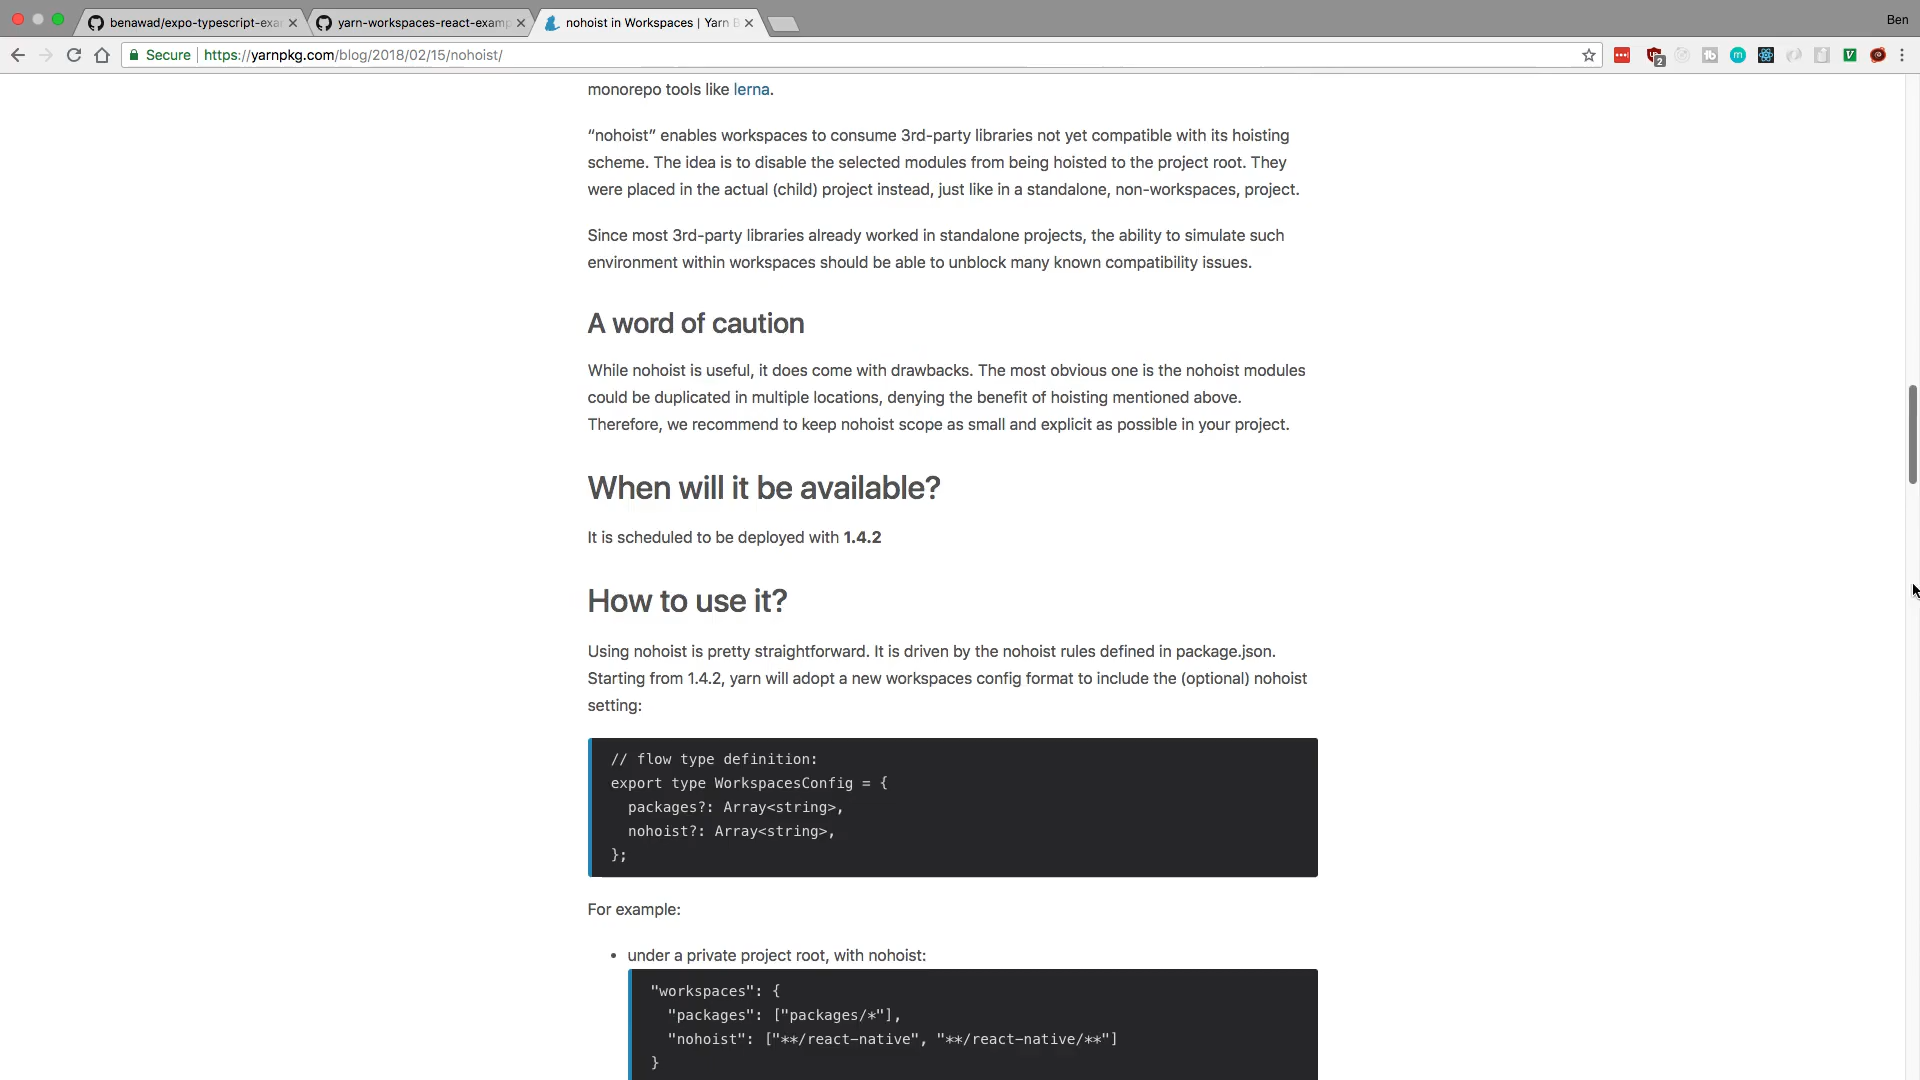 benawad/expo-typescript-exa
yarn-workspaces-react-examp
nohoist in Workspaces | Yarn B
Ben
Secure
https://yarnpkg.com/blog/2018/02/15/nohoist/
2
monorepo tools like lerna.
“nohoist” enables workspaces to consume 3rd-party libraries not yet compatible with its hoisting
scheme. The idea is to disable the selected modules from being hoisted to the project root. They
were placed in the actual (child) project instead, just like in a standalone, non-workspaces, project.
Since most 3rd-party libraries already worked in standalone projects, the ability to simulate such
environment within workspaces should be able to unblock many known compatibility issues.
A word of caution
While nohoist is useful, it does come with drawbacks. The most obvious one is the nohoist modules
could be duplicated in multiple locations, denying the benefit of hoisting mentioned above.
Therefore, we recommend to keep nohoist scope as small and explicit as possible in your project.
When will it be available?
It is scheduled to be deployed with 1.4.2
How to use it?
Using nohoist is pretty straightforward. It is driven by the nohoist rules defined in package.json.
Starting from 1.4.2, yarn will adopt a new workspaces config format to include the (optional) nohoist
setting:
// flow type definition:
export type WorkspacesConfig = {
packages?: Array<string>,
nohoist?: Array<string>,
};
For example:
• under a private project root, with nohoist:
"workspaces": {
"packages": ["packages/*"],
"nohoist": ["**/react-native", "**/react-native/**"]
}